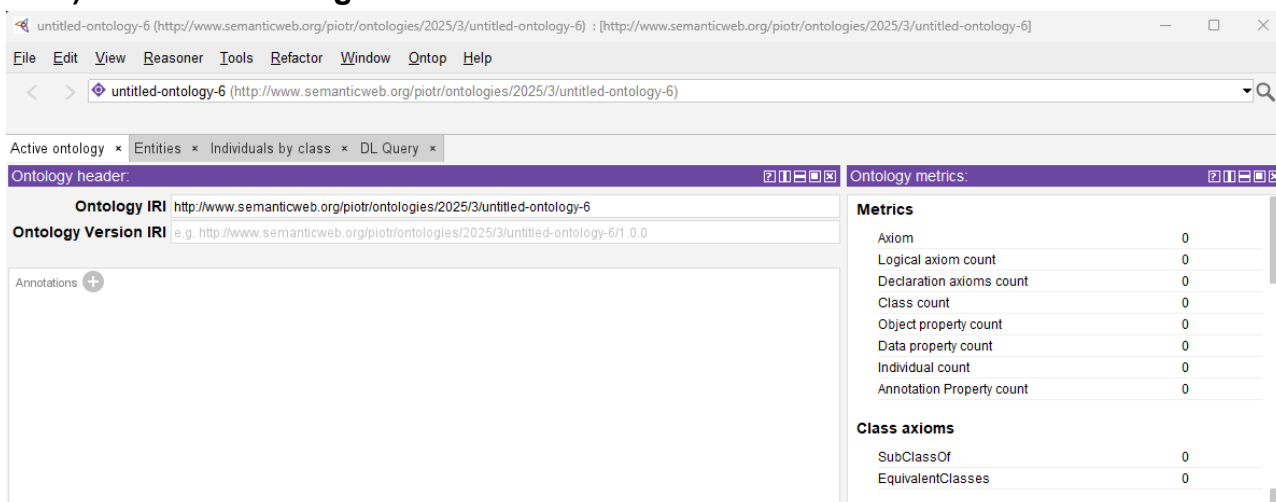 untitled-ontology-6 (http://www.semanticweb.org/piotr/ontologies/2025/3/untitled-ontology-6) : [http://www.semanticweb.org/piotr/ontologies/2025/3/untitled-ontology-6]
File Edit View Reasoner Tools Refactor Window Ontop Help
untitled-ontology-6 (http://www.semanticweb.org/piotr/ontologies/2025/3/untitled-ontology-6)
Active ontology × Entities × Individuals by class × DL Query ×
Ontology header:
Ontology IRI http://www.semanticweb.org/piotr/ontologies/2025/3/untitled-ontology-6
Ontology Version IRI e.g. http://www.semanticweb.org/piotr/ontologies/2025/3/untitled-ontology-6/1.0.0
Annotations
Ontology metrics:
Metrics
Axiom 0
Logical axiom count 0
Declaration axioms count 0
Class count 0
Object property count 0
Data property count 0
Individual count 0
Annotation Property count 0
Class axioms
SubClassOf 0
EquivalentClasses 0